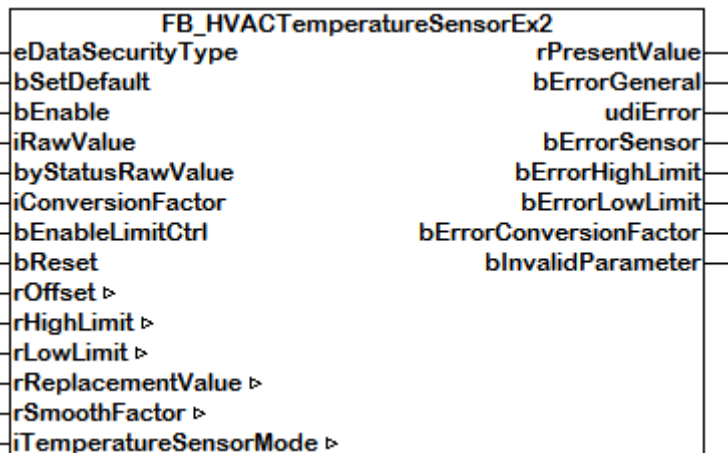 FB_HVACTemperatureSensorEx2
eDataSecurityType rPresentValue
bSetDefault bErrorGeneral
bEnable udiError
iRawValue bErrorSensor
byStatusRawValue bErrorHighLimit
iConversionFactor bErrorLowLimit
bEnableLimitCtrl bErrorConversionFactor
bReset bInvalidParameter
rOffset ▹
rHighLimit ▹
rLowLimit ▹
rReplacementValue ▹
rSmoothFactor ▹
iTemperatureSensorMode ▹